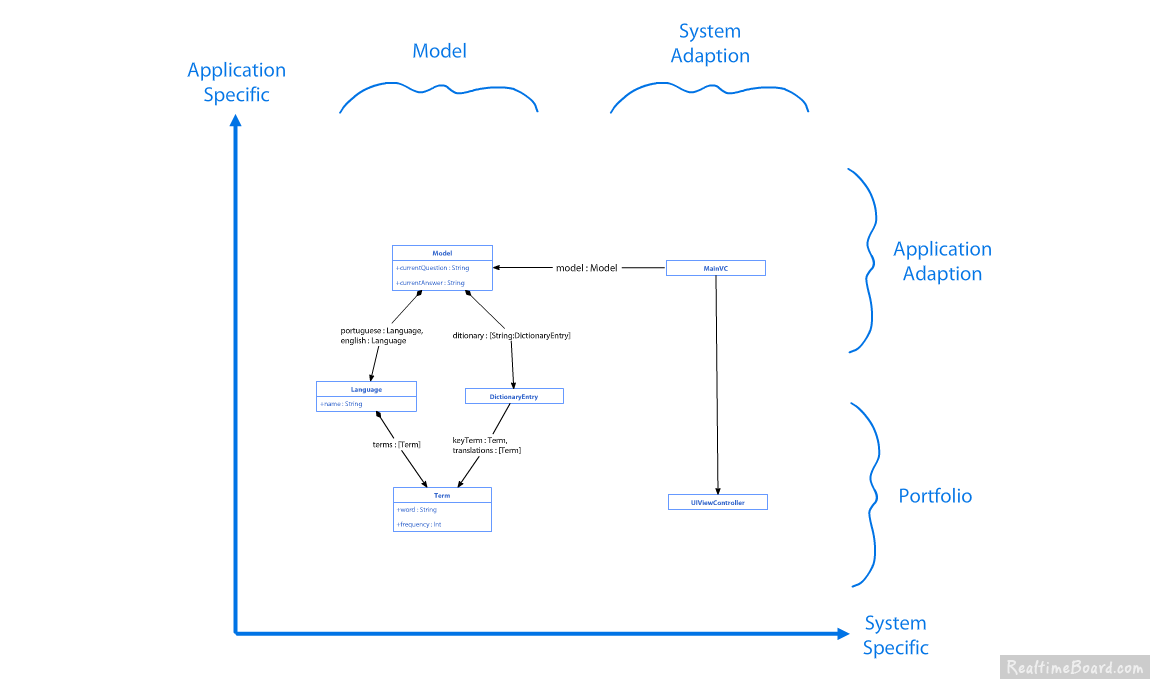 Model
System
Adaption
Application
Specific
Application
Adaption
Model
+currentQuestion : String
+currentAnswer : String
model : Model
MainVC
portuguese : Language,
english : Language
ditionary : [String:DictionaryEntry]
Language
+name : String
DictionaryEntry
terms : [Term]
keyTerm : Term,
translations : [Term]
Term
+word : String
+frequency : Int
UIViewController
Portfolio
System
Specific
RealtimeBoard.com